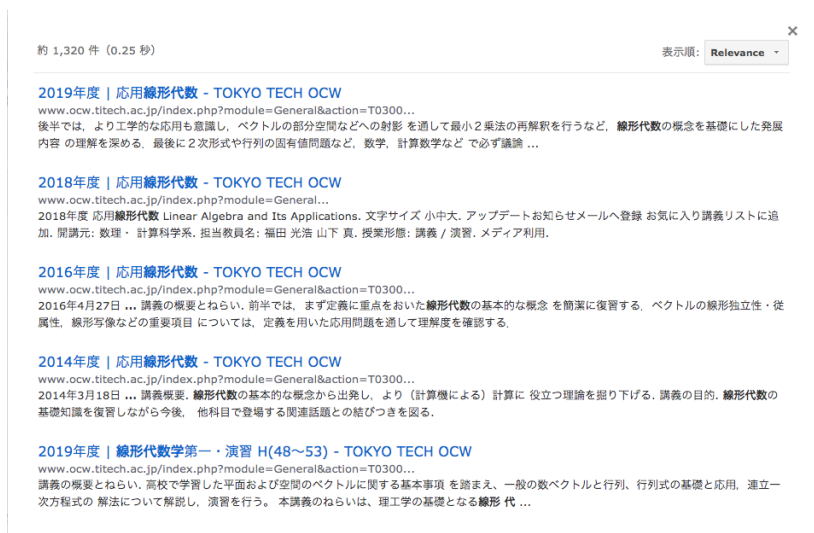 約 1,320 件（0.25 秒）
表示順: Relevance
2019年度 | 応用線形代数 - TOKYO TECH OCW
www.ocw.titech.ac.jp/index.php?module=General&action=T0300...
後半では，より工学的な応用も意識し，ベクトルの部分空間などへの射影 を通して最小２乗法の再解釈を行うなど，線形代数の概念を基礎にした発展
内容 の理解を深める．最後に２次形式や行列の固有値問題など，数学，計算数学など で必ず議論 ...
2018年度 | 応用線形代数 - TOKYO TECH OCW
www.ocw.titech.ac.jp/index.php?module=General...
2018年度 応用線形代数 Linear Algebra and Its Applications. 文字サイズ 小中大. アップデートお知らせメールへ登録 お気に入り講義リストに追
加. 開講元: 数理・ 計算科学系. 担当教員名: 福田 光浩 山下 真. 授業形態: 講義 / 演習. メディア利用.
2016年度 | 応用線形代数 - TOKYO TECH OCW
www.ocw.titech.ac.jp/index.php?module=General&action=T0300...
2016年4月27日 ... 講義の概要とねらい. 前半では，まず定義に重点をおいた線形代数の基本的な概念 を簡潔に復習する．ベクトルの線形独立性・従
属性，線形写像などの重要項目 については，定義を用いた応用問題を通して理解度を確認する．
2014年度 | 応用線形代数 - TOKYO TECH OCW
www.ocw.titech.ac.jp/index.php?module=General&action=T0300...
2014年3月18日 ... 講義概要. 線形代数の基本的な概念から出発し，より（計算機による）計算に 役立つ理論を掘り下げる. 講義の目的. 線形代数の
基礎知識を復習しながら今後， 他科目で登場する関連話題との結びつきを図る．
2019年度 | 線形代数学第一・演習 H(48～53) - TOKYO TECH OCW
www.ocw.titech.ac.jp/index.php?module=General&action=T0300...
講義の概要とねらい. 高校で学習した平面および空間のベクトルに関する基本事項 を踏まえ、一般の数ベクトルと行列、行列式の基礎と応用，連立一
次方程式の 解法について解説し，演習を行う。 本講義のねらいは、理工学の基礎となる線形 代 ...